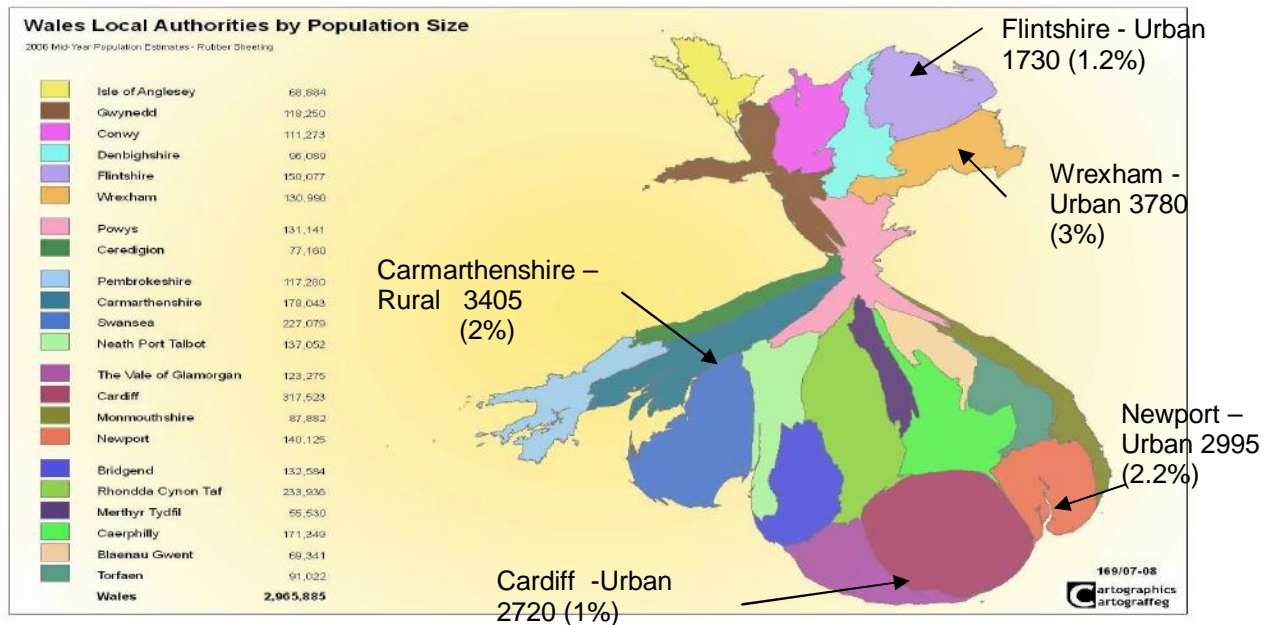 Wales Local Authorities by Population Size
2006 Mid-Year Population Estimates - Rubber Sheeting
Isle of Anglesey 68,884
Gwynedd 118,250
Conwy 111,273
Denbighshire 96,089
Flintshire 150,077
Wrexham 130,990
Powys 131,141
Ceredigion 77,160
Pembrokeshire 117,280
Carmarthenshire 178,043
Swansea 227,079
Neath Port Talbot 137,052
The Vale of Glamorgan 123,275
Cardiff 317,523
Monmouthshire 87,882
Newport 140,125
Bridgend 132,584
Rhondda Cynon Taf 233,936
Merthyr Tydfil 55,530
Caerphilly 171,349
Blaenau Gwent 69,341
Torfaen 91,022
Wales 2,965,885
Flintshire - Urban
1730 (1.2%)
Wrexham -
Urban 3780
(3%)
Carmarthenshire –
Rural 3405
(2%)
Newport –
Urban 2995
(2.2%)
Cardiff -Urban
2720 (1%)
169/07-08
Cartographics
Cartograffeg